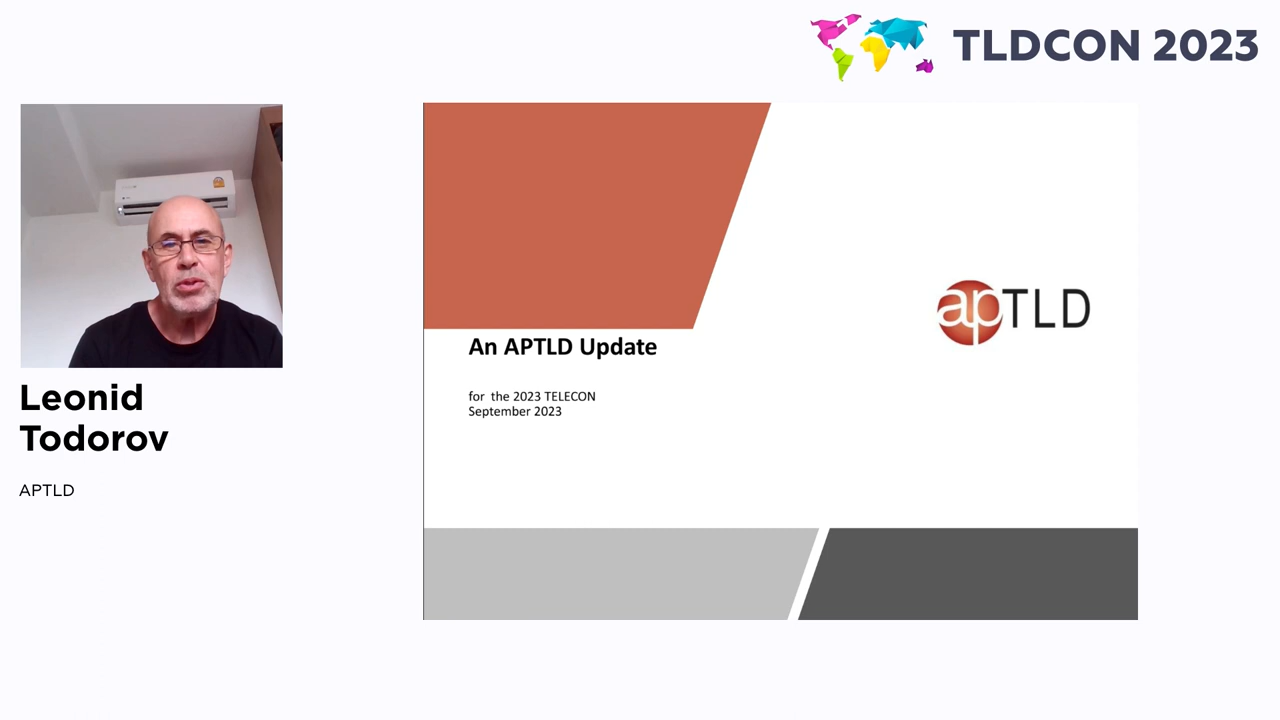 TLDCON 2023
Leonid
Todorov
APTLD
An APTLD Update
for the 2023 TELECON
September 2023
apTLD